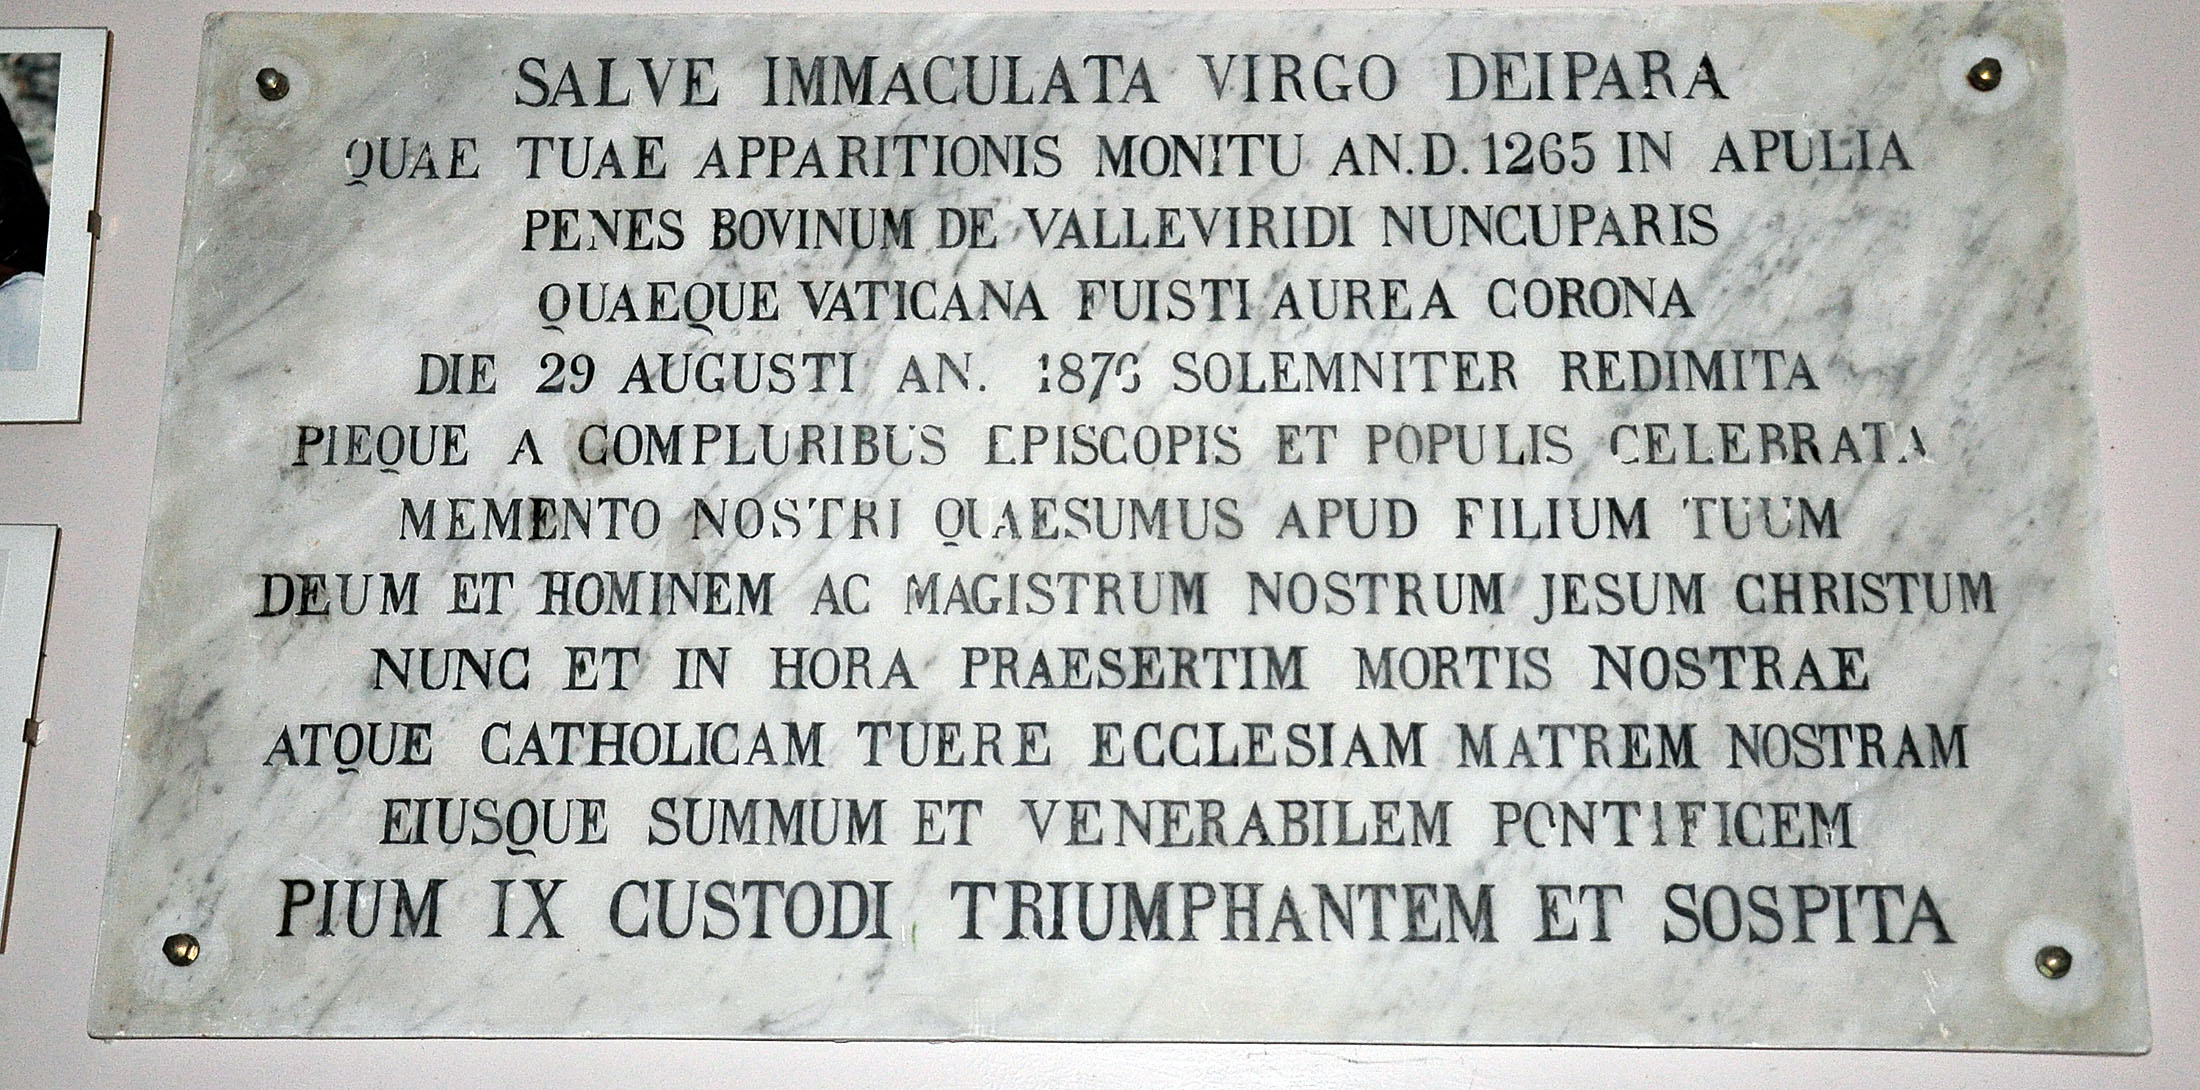 SALVE IMMACULATA VIRGO DEIPARA
QUAE TUAE APPARITIONIS MONITU AN.D. 1265 IN APULIA
PENES BOVINUM DE VALLEVIRIDI NUNCUPARIS
QUAEQUE VATICANA FUISTI AUREA CORONA
DIE 29 AUGUSTI AN. 1876 SOLEMNITER REDIMITA
PIEQUE A COMPLURIBUS EPISCOPIS ET POPULIS CELEBRATA
MEMENTO NOSTRI QUAESUMUS APUD FILIUM TUUM
DEUM ET HOMINEM AC MAGISTRUM NOSTRUM JESUM CHRISTUM
NUNC ET IN HORA PRAESERTIM MORTIS NOSTRAE
ATQUE CATHOLICAM TUERE ECCLESIAM MATREM NOSTRAM
EIUSQUE SUMMUM ET VENERABILEM PONTIFICEM
PIUM IX CUSTODI TRIUMPHANTEM ET SOSPITA